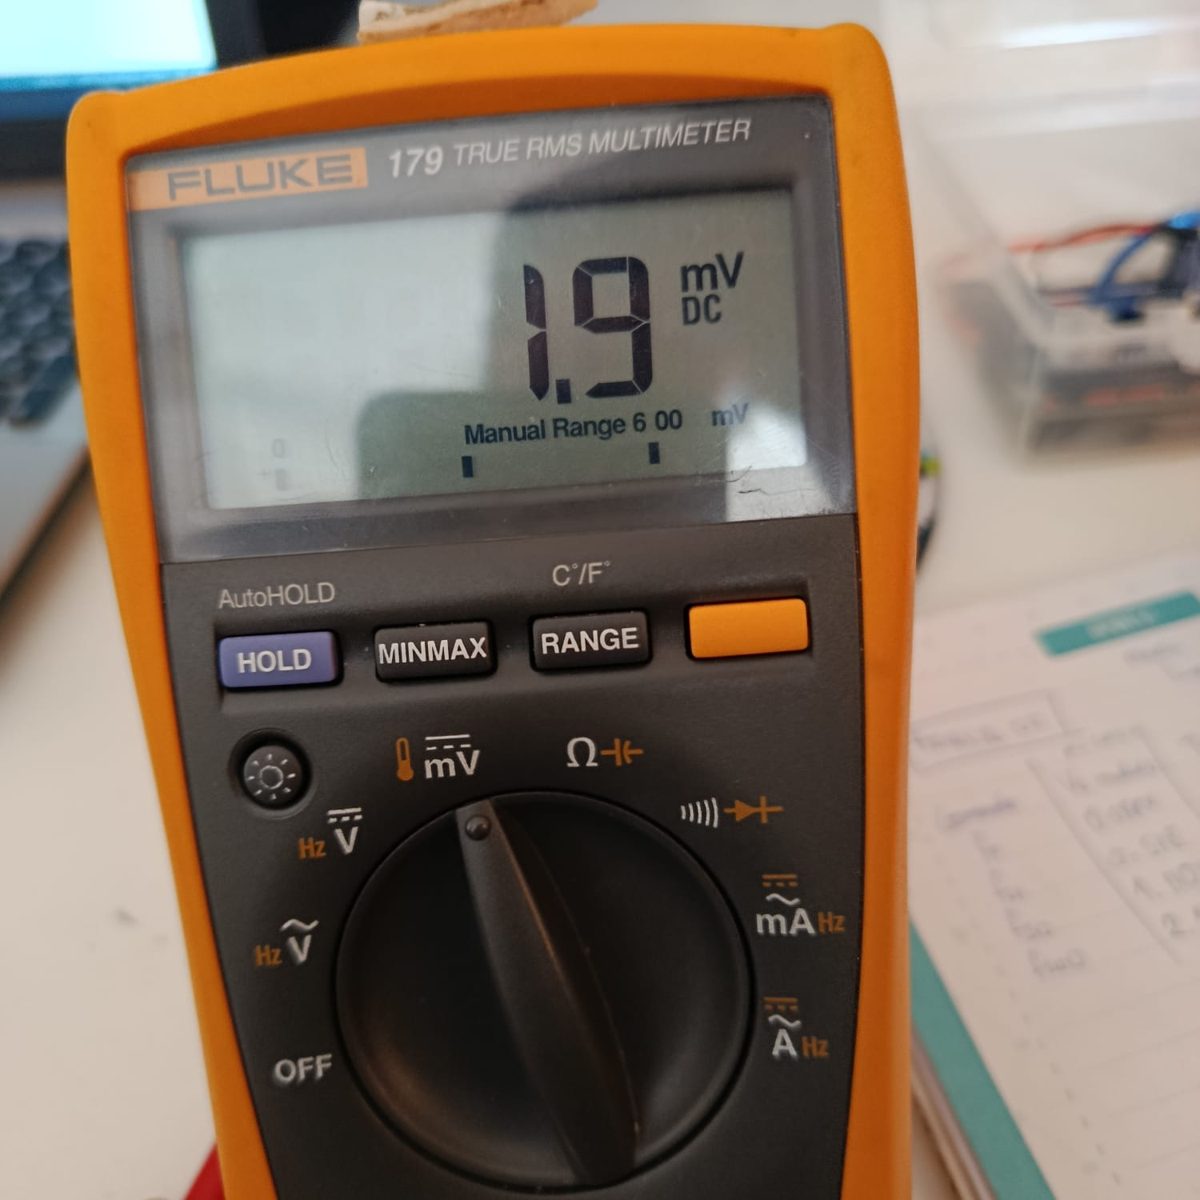 FLUKE 179 TRUE RMS MULTIMETER
1.9 mV
DC
Manual Range 6 00 mV
0
AutoHOLD C°/F°
HOLD MINMAX RANGE
mV Ω
Hz V
Hz V
mA Hz
A Hz
OFF